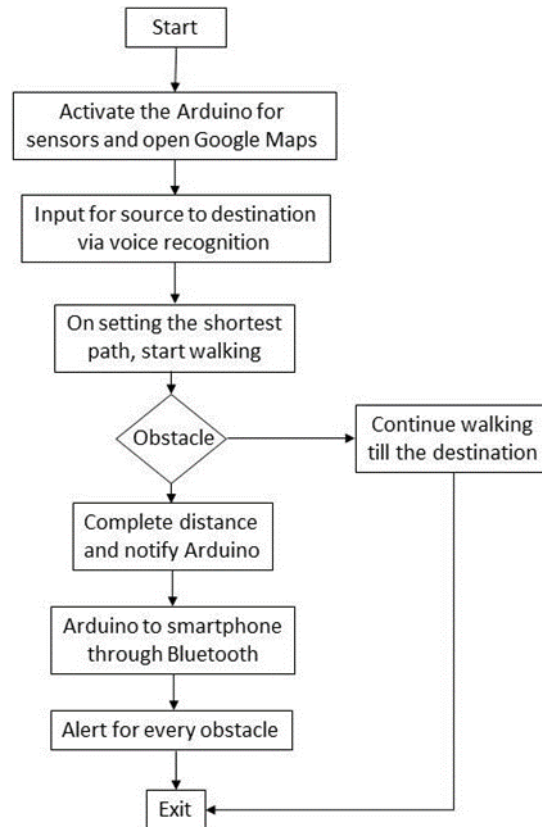 Start
Activate the Arduino for
sensors and open Google Maps
Input for source to destination
via voice recognition
On setting the shortest
path, start walking
Obstacle
Continue walking
till the destination
Complete distance
and notify Arduino
Arduino to smartphone
through Bluetooth
Alert for every obstacle
Exit